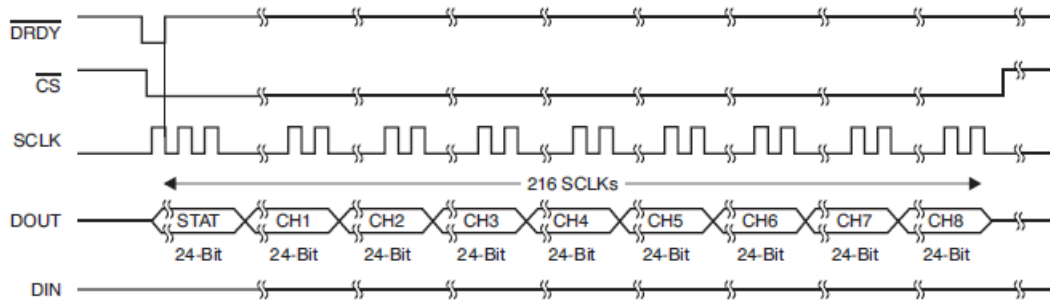 DRDY
CS
SCLK
216 SCLKs
DOUT STAT CH1 CH2 CH3 CH4 CH5 CH6 CH7 CH8
24-Bit 24-Bit 24-Bit 24-Bit 24-Bit 24-Bit 24-Bit 24-Bit 24-Bit
DIN